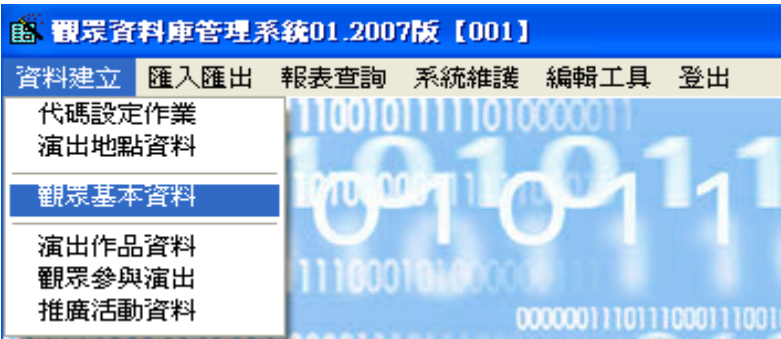 觀眾資料庫管理系統01.2007版【001】
資料建立 匯入匯出 報表查詢 系統維護 編輯工具 登出
代碼設定作業
演出地點資料
觀眾基本資料
演出作品資料
觀眾參與演出
推廣活動資料